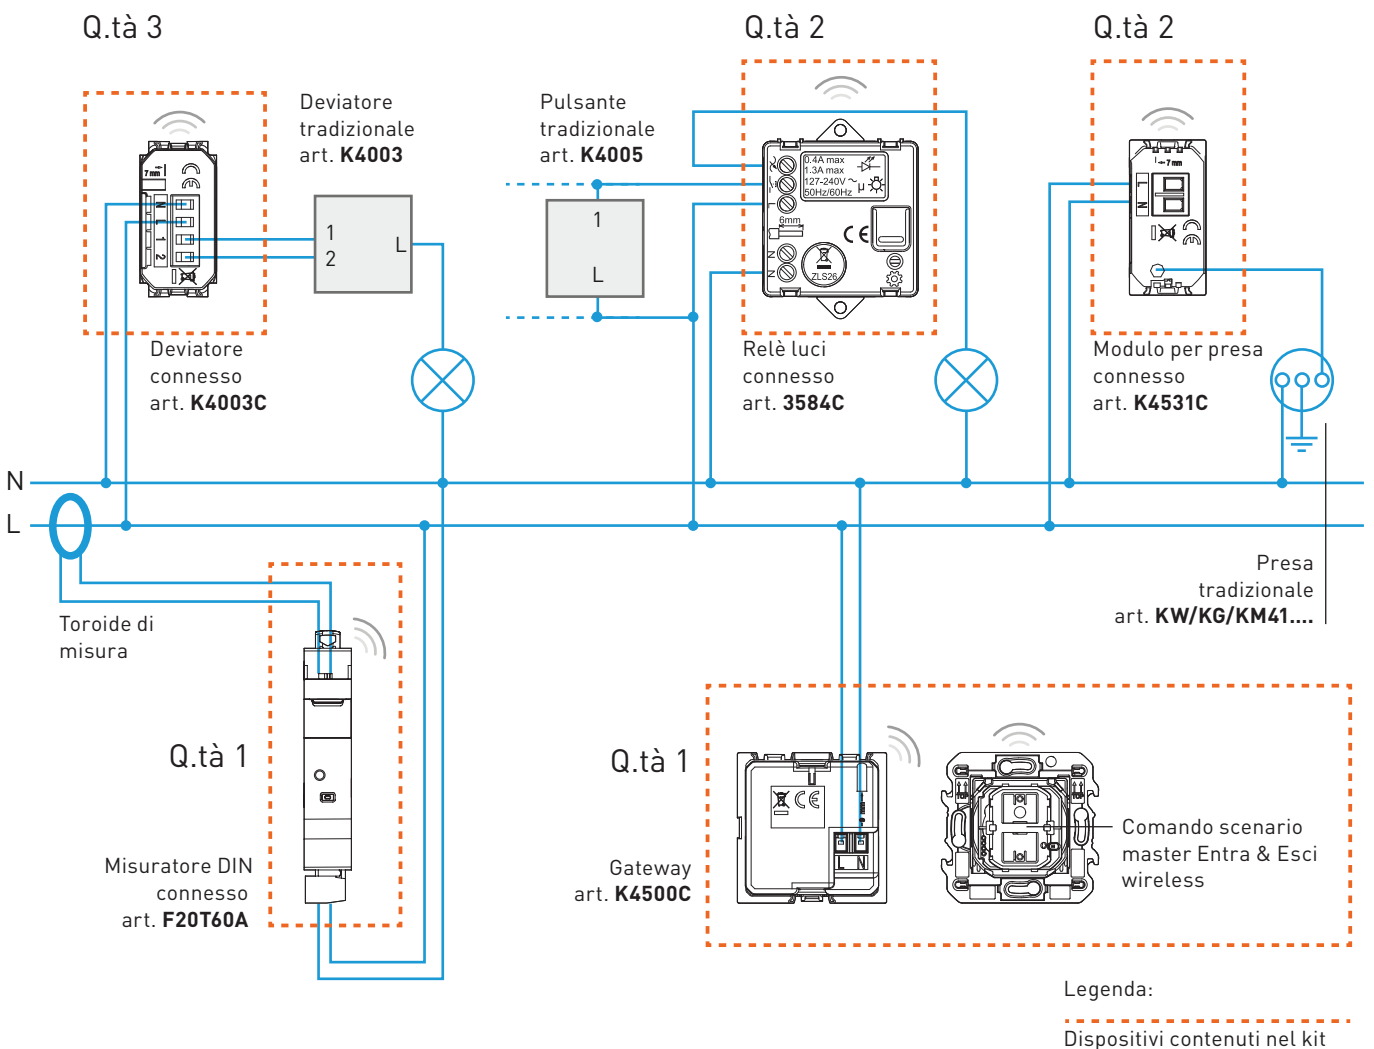 Q.tà 3
Q.tà 2
Q.tà 2
Deviatore
tradizionale
art. K4003
Pulsante
tradizionale
art. K4005
7 mm
N
L
1
2
1
2
L
1
L
0.4A max
1.3A max
127-240V ~
50Hz/60Hz
µ
L
6mm
N
N
CE
ZLS26
7 mm
L
N
Deviatore
connesso
art. K4003C
Relè luci
connesso
art. 3584C
Modulo per presa
connesso
art. K4531C
N
L
Presa
tradizionale
art. KW/KG/KM41....
Toroide di
misura
Q.tà 1
Q.tà 1
CE
L N
TOP
TOP
Misuratore DIN
connesso
art. F20T60A
Gateway
art. K4500C
Comando scenario
master Entra & Esci
wireless
Legenda:
Dispositivi contenuti nel kit